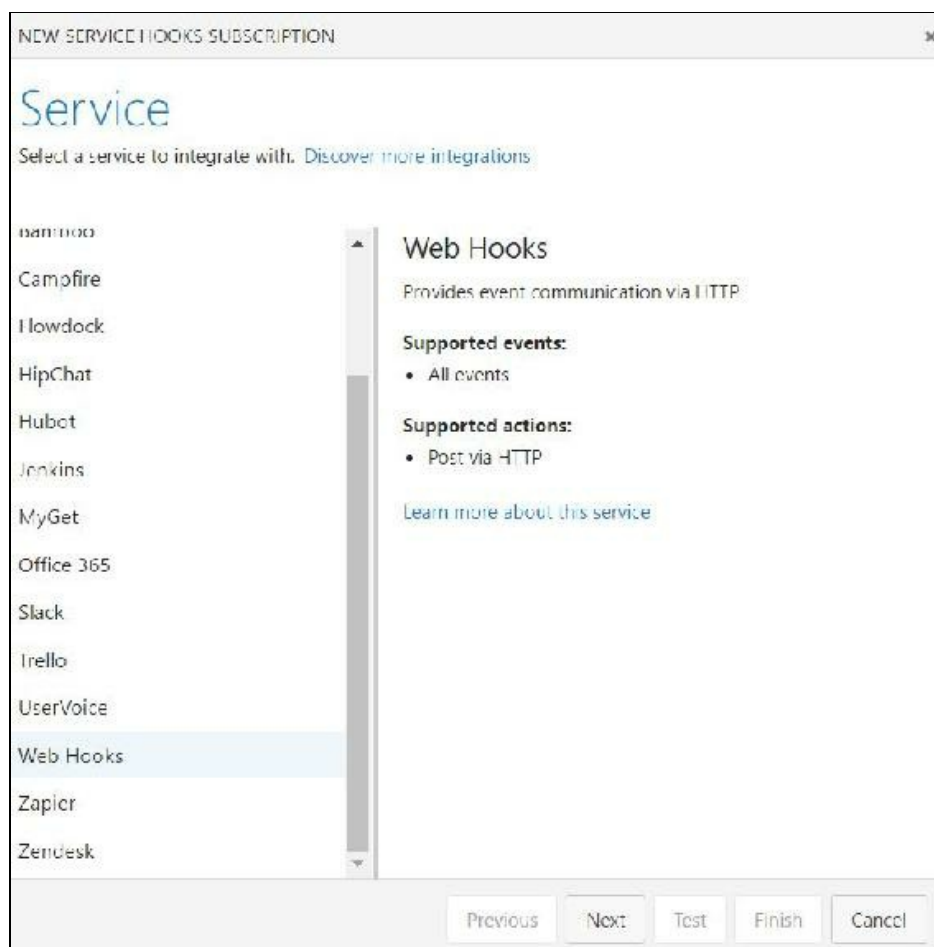 NEW SERVICE HOOKS SUBSCRIPTION
Service
Select a service to integrate with. Discover more integrations
Bamboo
Campfire
Flowdock
HipChat
Hubot
Jenkins
MyGet
Office 365
Slack
Trello
UserVoice
Web Hooks
Zapier
Zendesk
Web Hooks
Provides event communication via HTTP
Supported events:
• All events
Supported actions:
• Post via HTTP
Learn more about this service
Previous Next Test Finish Cancel